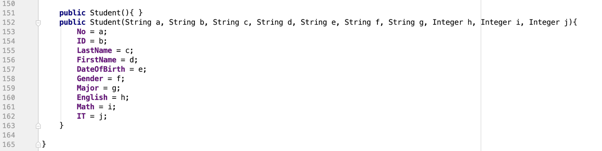 150
151 public Student(){ }
152 public Student(String a, String b, String c, String d, String e, String f, String g, Integer h, Integer i, Integer j){
153 No = a;
154 ID = b;
155 LastName = c;
156 FirstName = d;
157 DateOfBirth = e;
158 Gender = f;
159 Major = g;
160 English = h;
161 Math = i;
162 IT = j;
163 }
164
165 }